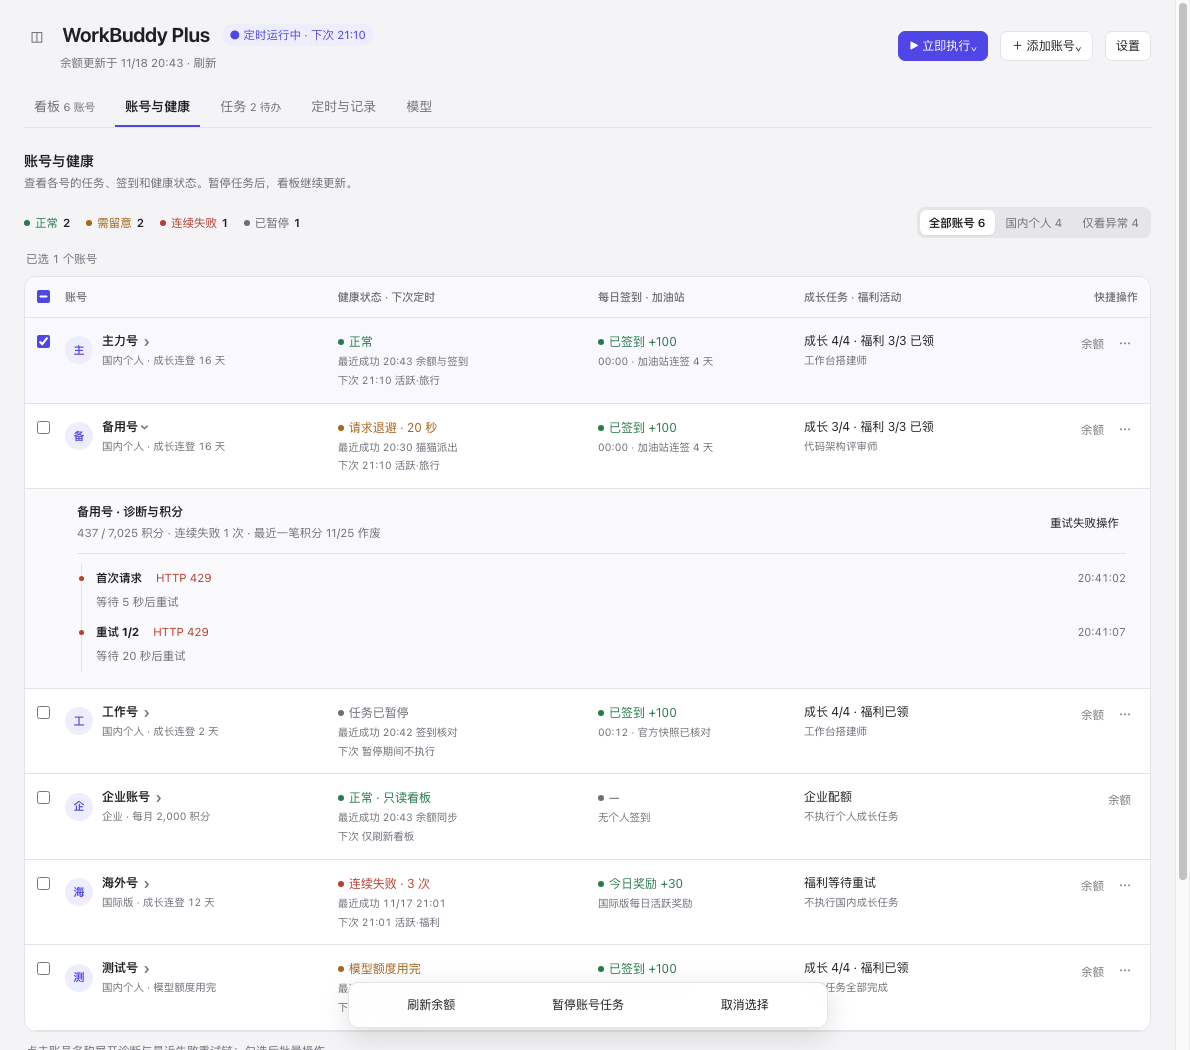 WorkBuddy Plus 定时运行中 · 下次 21:10
余额更新于 11/18 20:43 · 刷新
立即执行 添加账号 设置
看板 6 账号 账号与健康 任务 2 待办 定时与记录 模型
账号与健康
查看各号的任务、签到和健康状态。暂停任务后，看板继续更新。
正常 2 需留意 2 连续失败 1 已暂停 1
全部账号 6 国内个人 4 仅看异常 4
已选 1 个账号
账号 健康状态 · 下次定时 每日签到 · 加油站 成长任务 · 福利活动 快捷操作
主 主力号 正常 已签到 +100 成长 4/4 · 福利 3/3 已领 余额 ···
国内个人 · 成长连登 16 天 最近成功 20:43 余额与签到 00:00 · 加油站连签 4 天 工作台搭建师
下次 21:10 活跃·旅行
备 备用号 请求退避 · 20 秒 已签到 +100 成长 3/4 · 福利 3/3 已领 余额 ···
国内个人 · 成长连登 16 天 最近成功 20:30 猫猫派出 00:00 · 加油站连签 4 天 代码架构评审师
下次 21:10 活跃·旅行
备用号 · 诊断与积分
437 / 7,025 积分 · 连续失败 1 次 · 最近一笔积分 11/25 作废
重试失败操作
首次请求 HTTP 429 20:41:02
等待 5 秒后重试
重试 1/2 HTTP 429 20:41:07
等待 20 秒后重试
工 工作号 任务已暂停 已签到 +100 成长 4/4 · 福利已领 余额 ···
国内个人 · 成长连登 2 天 最近成功 20:42 签到核对 00:12 · 官方快照已核对 工作台搭建师
下次 暂停期间不执行
企 企业账号 正常 · 只读看板 — 企业配额 余额
企业 · 每月 2,000 积分 最近成功 20:43 余额同步 无个人签到 不执行个人成长任务
下次 仅刷新看板
海 海外号 连续失败 · 3 次 今日奖励 +30 福利等待重试 余额 ···
国际版 · 成长连登 12 天 最近成功 11/17 21:01 国际版每日活跃奖励 不执行国内成长任务
下次 21:01 活跃·福利
测 测试号 模型额度用完 已签到 +100 成长 4/4 · 福利已领 余额 ···
国内个人 · 模型额度用完 最 任务全部完成
下
刷新余额 暂停账号任务 取消选择